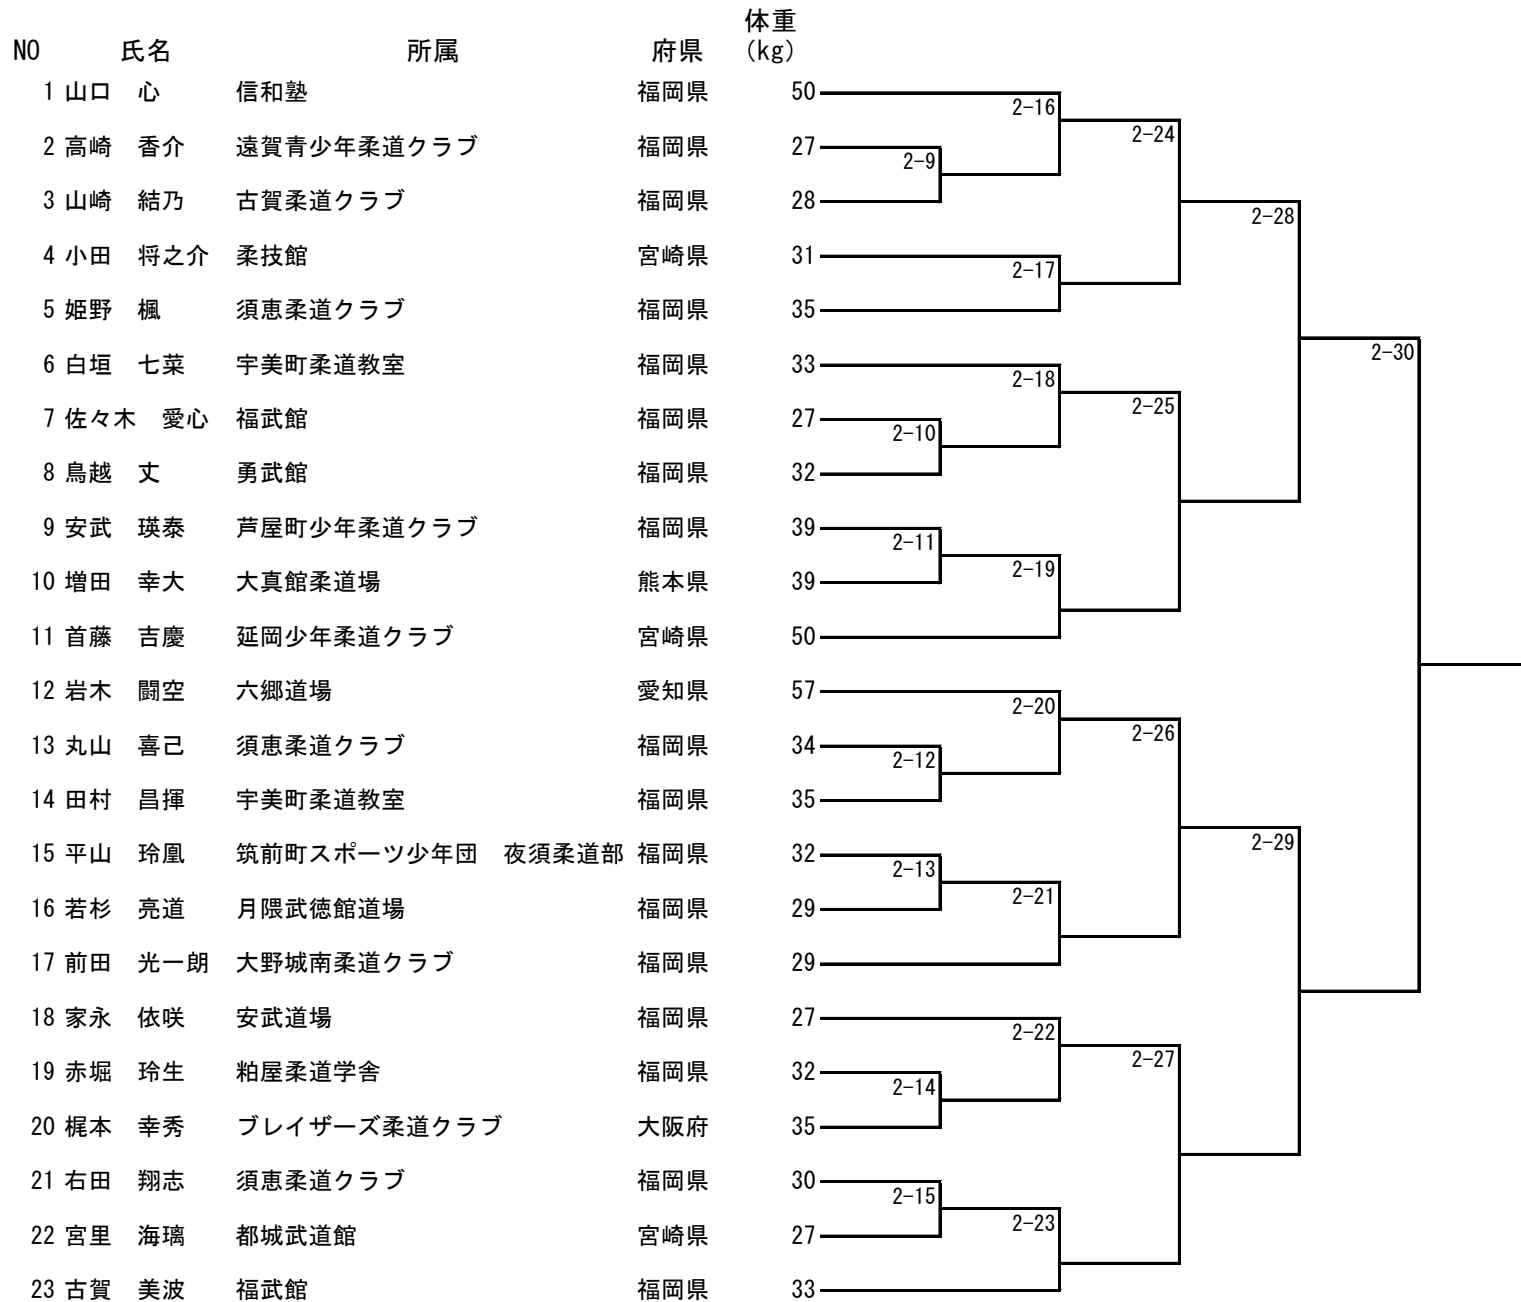 体重
NO 氏名 所属 府県 (kg)
1 山口　心 信和塾 福岡県 50
2-16
2-24
2 高崎　香介 遠賀青少年柔道クラブ 福岡県 27
2-9
3 山崎　結乃 古賀柔道クラブ 福岡県 28
2-28
4 小田　将之介 柔技館 宮崎県 31
2-17
5 姫野　楓 須恵柔道クラブ 福岡県 35
2-30
6 白垣　七菜 宇美町柔道教室 福岡県 33
2-18
2-25
7 佐々木　愛心 福武館 福岡県 27
2-10
8 鳥越　丈 勇武館 福岡県 32
9 安武　瑛泰 芦屋町少年柔道クラブ 福岡県 39
2-11
2-19
10 増田　幸大 大真館柔道場 熊本県 39
11 首藤　吉慶 延岡少年柔道クラブ 宮崎県 50
12 岩木　闘空 六郷道場 愛知県 57
2-20
2-26
13 丸山　喜己 須恵柔道クラブ 福岡県 34
2-12
14 田村　昌揮 宇美町柔道教室 福岡県 35
2-29
15 平山　玲凰 筑前町スポーツ少年団　夜須柔道部 福岡県 32
2-13
2-21
16 若杉　亮道 月隈武徳館道場 福岡県 29
17 前田　光一朗 大野城南柔道クラブ 福岡県 29
18 家永　依咲 安武道場 福岡県 27
2-22
2-27
19 赤堀　玲生 粕屋柔道学舎 福岡県 32
2-14
20 梶本　幸秀 ブレイザーズ柔道クラブ 大阪府 35
21 右田　翔志 須恵柔道クラブ 福岡県 30
2-15
2-23
22 宮里　海璃 都城武道館 宮崎県 27
23 古賀　美波 福武館 福岡県 33